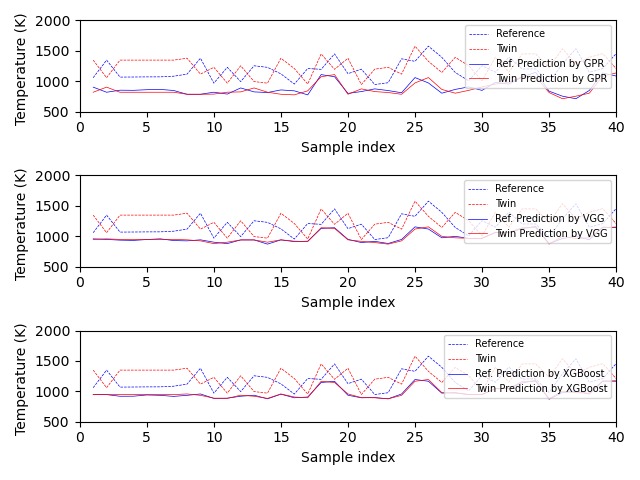 2000
1500
1000
500
Temperature (K)
Reference
Twin
Ref. Prediction by GPR
Twin Prediction by GPR
0 5 10 15 20 25 30 35 40
Sample index
2000
1500
1000
500
Temperature (K)
Reference
Twin
Ref. Prediction by VGG
Twin Prediction by VGG
0 5 10 15 20 25 30 35 40
Sample index
2000
1500
1000
500
Temperature (K)
Reference
Twin
Ref. Prediction by XGBoost
Twin Prediction by XGBoost
0 5 10 15 20 25 30 35 40
Sample index